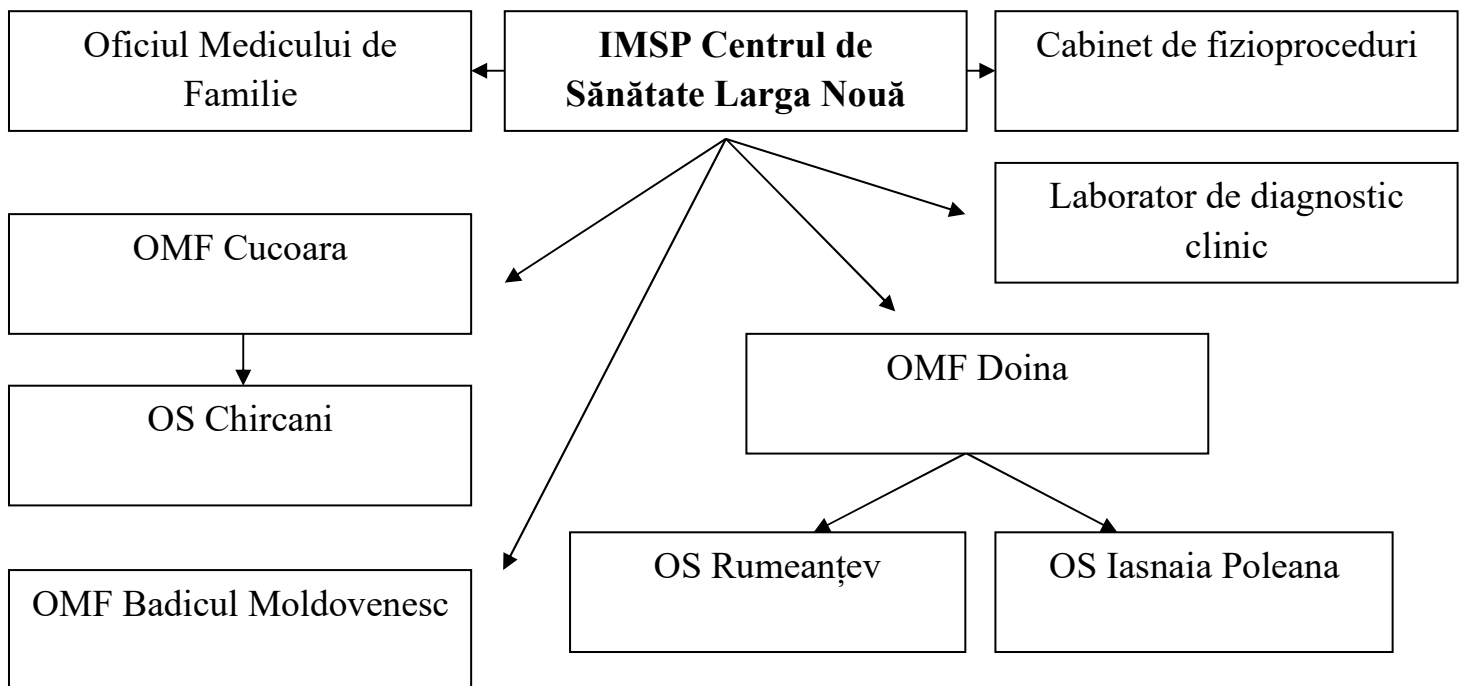 Oficiul Medicului de
Familie
IMSP Centrul de
Sănătate Larga Nouă
Cabinet de fizioproceduri
Laborator de diagnostic
clinic
OMF Cucoara
OS Chircani
OMF Doina
OS Rumeanțev
OS Iasnaia Poleana
OMF Badicul Moldovenesc